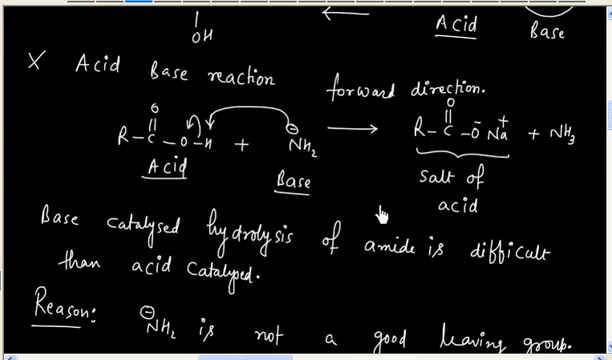 OH
Acid Base
X Acid Base reaction forward direction.
O O
R-C-O-H + ⊖NH2 → R-C-O⁻ Na⁺ + NH3
Acid Base
Salt of
acid
Base catalysed hydrolysis of amide is difficult
than acid catalyped.
Reason: ⊖NH2 is not a good leaving group.